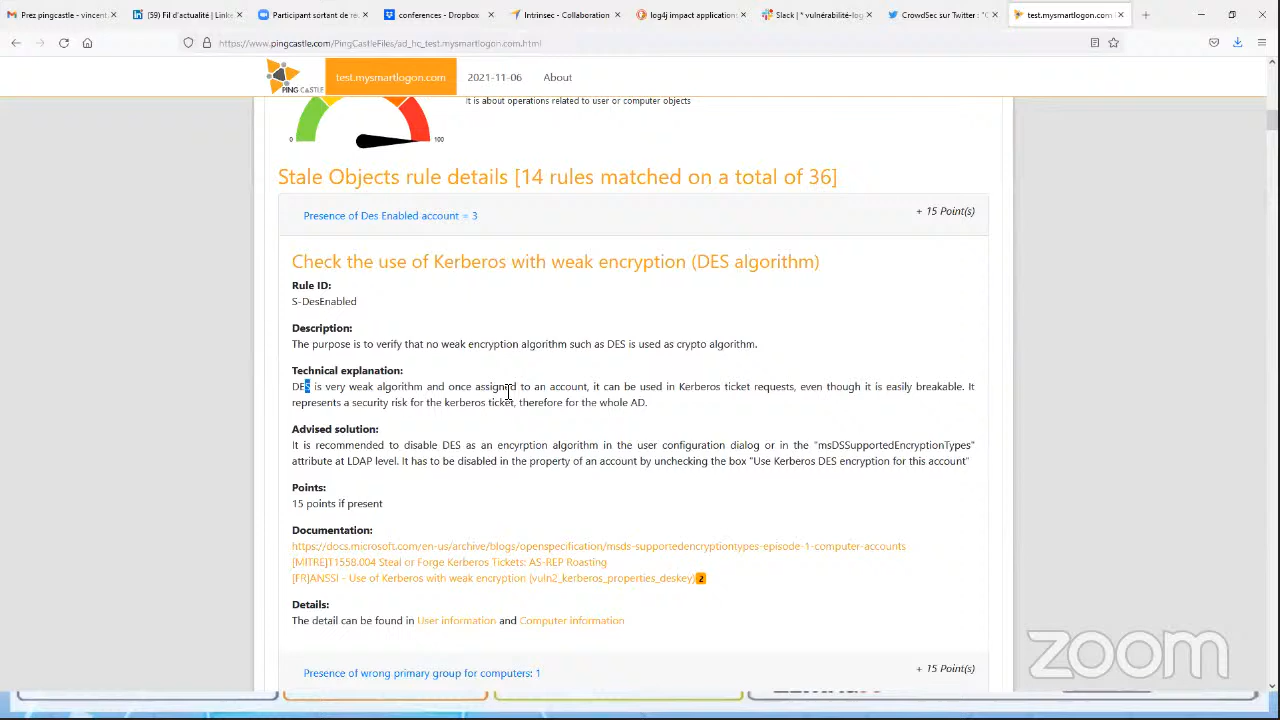 Prez pingcastle - vincent.
(59) Fil d'actualité | Linke
Participant sortant de re
conferences - Dropbox
Intrinsec - Collaboration
log4j impact application
Slack | * vulnerabilité-log
CrowdSec sur Twitter : "C
test.mysmartlogon.com
https://www.pingcastle.com/PingCastleFiles/ad_hc_test.mysmartlogon.com.html
PING CASTLE
test.mysmartlogon.com
2021-11-06
About
It is about operations related to user or computer objects
0
100
Stale Objects rule details [14 rules matched on a total of 36]
Presence of Des Enabled account = 3
+ 15 Point(s)
Check the use of Kerberos with weak encryption (DES algorithm)
Rule ID:
S-DesEnabled
Description:
The purpose is to verify that no weak encryption algorithm such as DES is used as crypto algorithm.
Technical explanation:
DES is very weak algorithm and once assigned to an account, it can be used in Kerberos ticket requests, even though it is easily breakable. It
represents a security risk for the kerberos ticket, therefore for the whole AD.
Advised solution:
It is recommended to disable DES as an encyrption algorithm in the user configuration dialog or in the "msDSSupportedEncryptionTypes"
attribute at LDAP level. It has to be disabled in the property of an account by unchecking the box "Use Kerberos DES encryption for this account"
Points:
15 points if present
Documentation:
https://docs.microsoft.com/en-us/archive/blogs/openspecification/msds-supportedencryptiontypes-episode-1-computer-accounts
[MITRE]T1558.004 Steal or Forge Kerberos Tickets: AS-REP Roasting
[FR]ANSSI - Use of Kerberos with weak encryption (vuln2_kerberos_properties_deskey) 2
Details:
The detail can be found in User information and Computer information
Presence of wrong primary group for computers: 1
+ 15 Point(s)
zoom